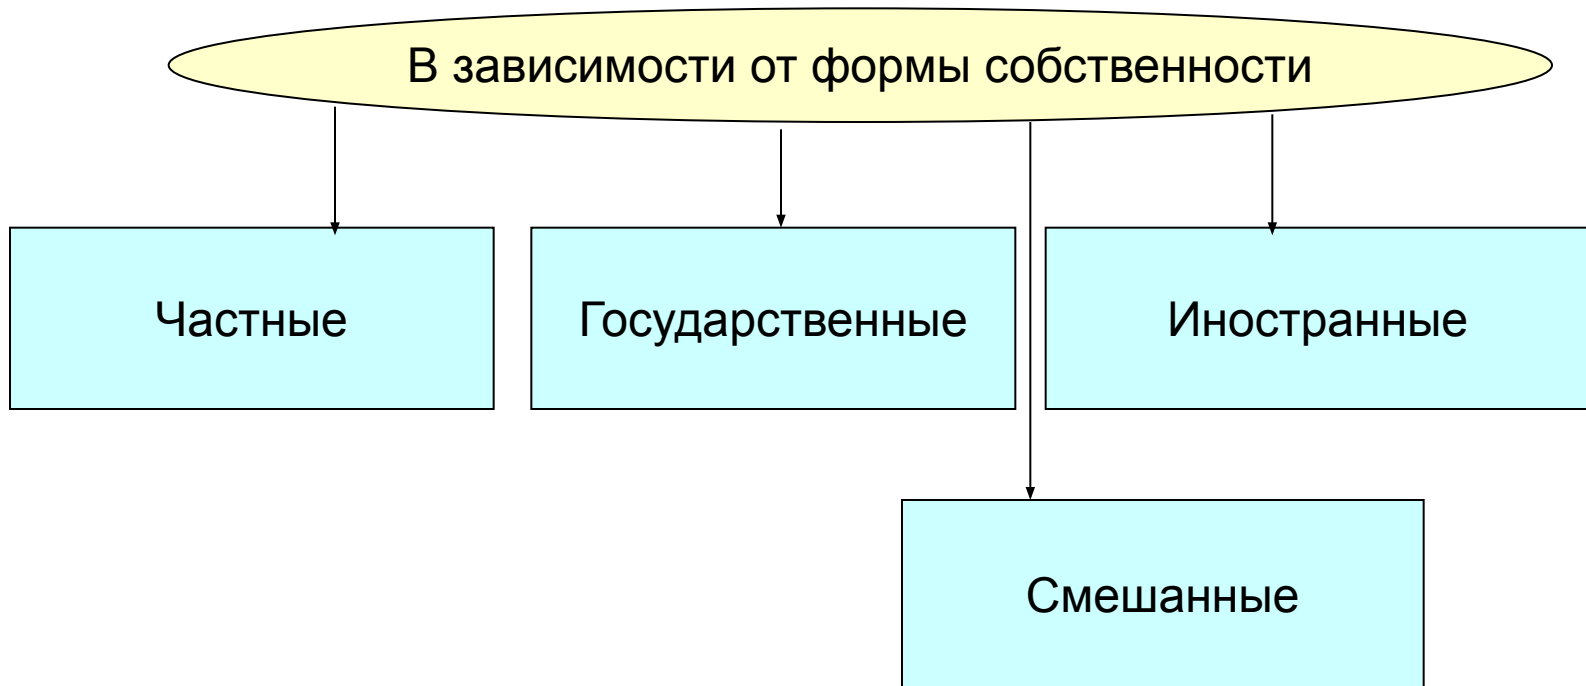 В зависимости от формы собственности
Частные
Государственные
Иностранные
Смешанные